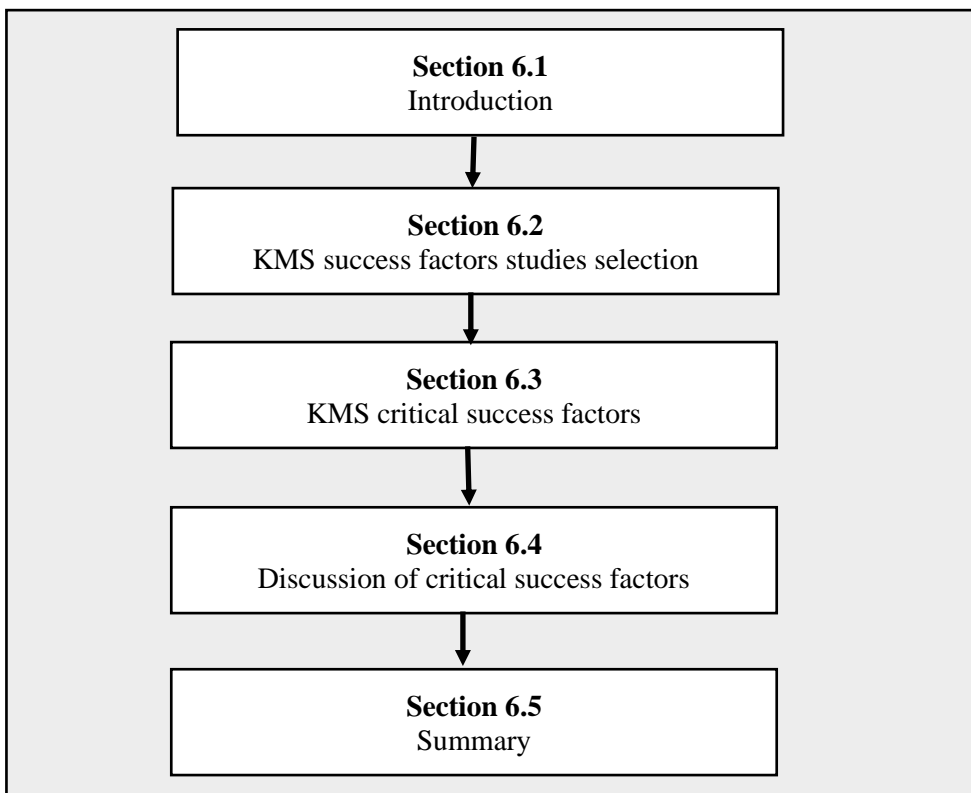 Section 6.1
Introduction
Section 6.2
KMS success factors studies selection
Section 6.3
KMS critical success factors
Section 6.4
Discussion of critical success factors
Section 6.5
Summary